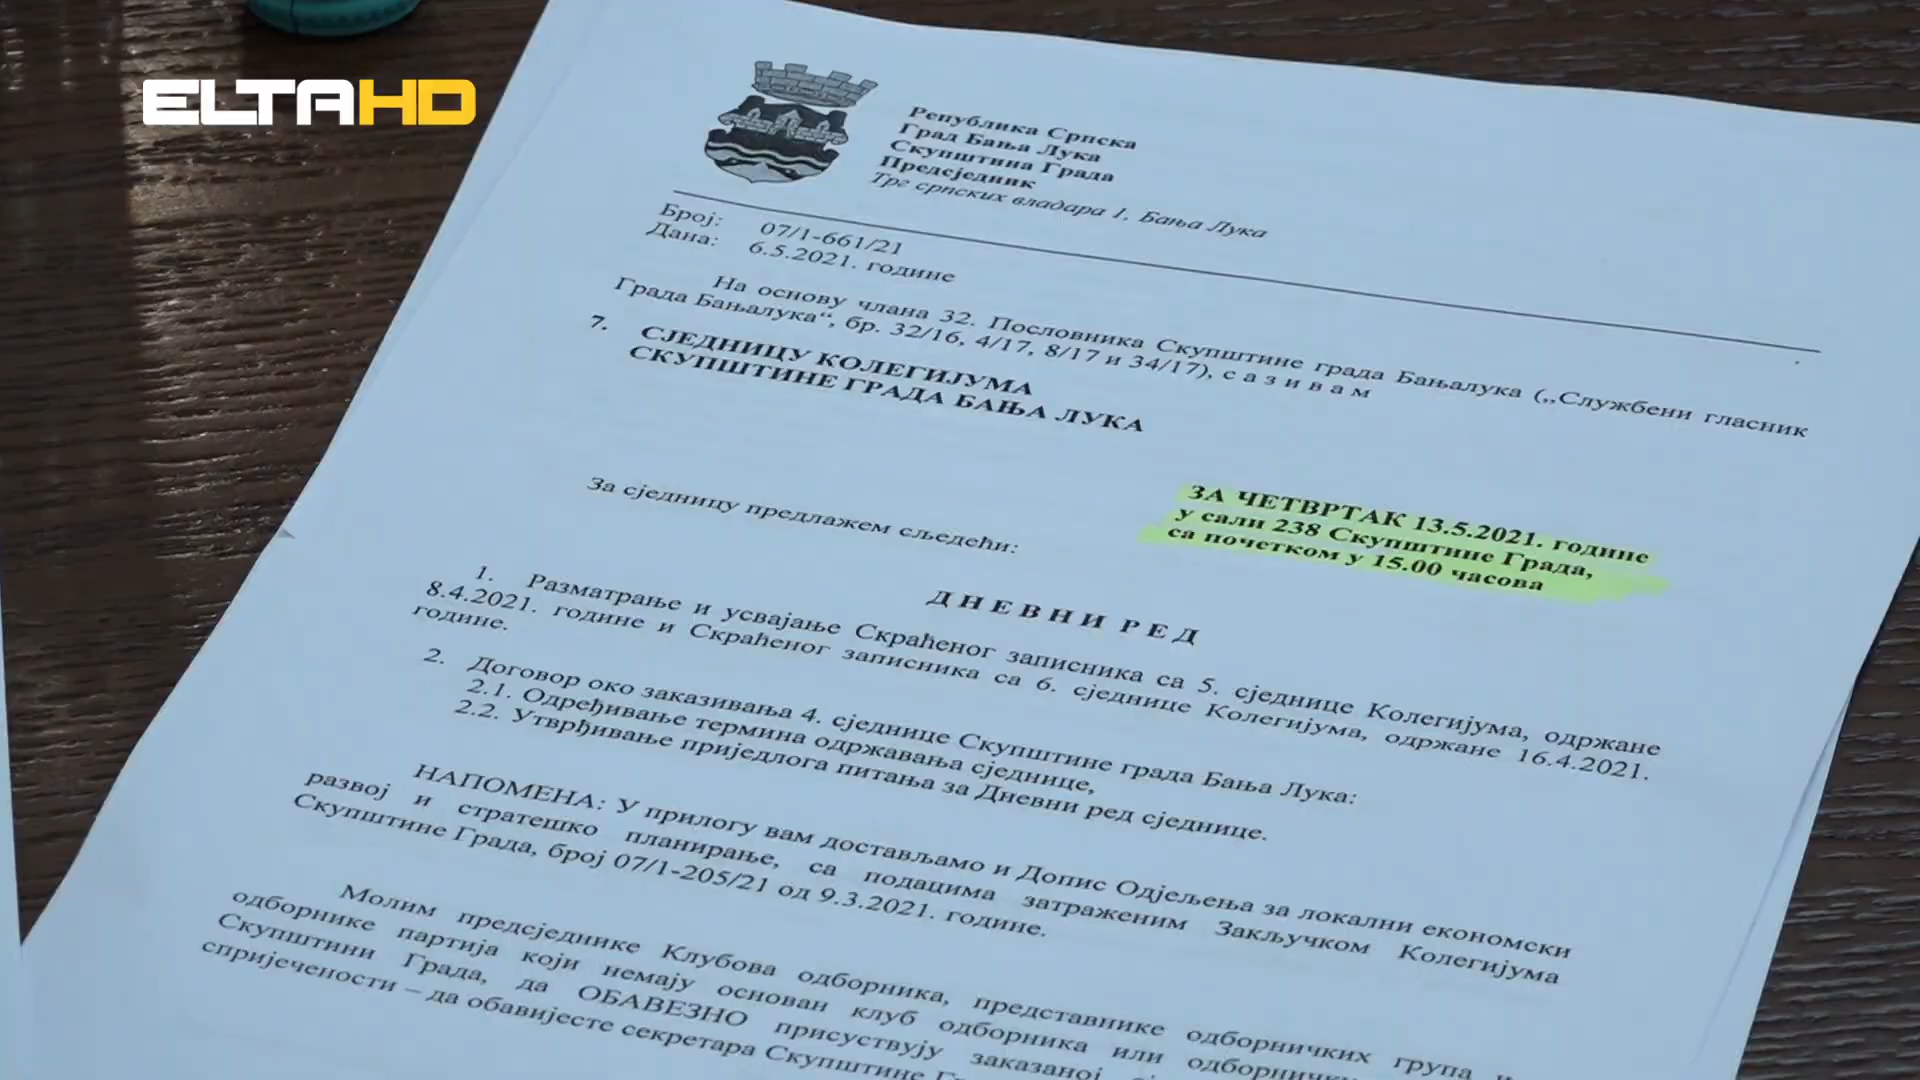 ELTAHD
Република Српска
Град Бања Лука
Скупштина Града
Предсједник
Трг српских владара 1, Бања Лука
Број: 07/1-661/21
Дана: 6.5.2021. године
На основу члана 32. Пословника Скупштине града Бањалука („Службени гласник
Града Бањалука“, бр. 32/16, 4/17, 8/17 и 34/17), с а з и в а м
7. СЈЕДНИЦУ КОЛЕГИЈУМА
СКУПШТИНЕ ГРАДА БАЊА ЛУКА
ЗА ЧЕТВРТАК 13.5.2021. године
у сали 238 Скупштине Града,
са почетком у 15.00 часова
За сједницу предлажем сљедећи:
Д Н Е В Н И Р Е Д
1. Разматрање и усвајање Скраћеног записника са 5. сједнице Колегијума, одржане
8.4.2021. године и Скраћеног записника са 6. сједнице Колегијума, одржане 16.4.2021.
године.
2. Договор око заказивања 4. сједнице Скупштине града Бања Лука:
2.1. Одређивање термина одржавања сједнице,
2.2. Утврђивање приједлога питања за Дневни ред сједнице.
НАПОМЕНА: У прилогу вам достављамо и Допис Одјељења за локални економски
развој и стратешко планирање, са подацима затраженим Закључком Колегијума
Скупштине Града, број 07/1-205/21 од 9.3.2021. године.
Молим предсједнике Клубова одборника, представнике одборничких група и
одборнике партија који немају основан клуб одборника или
Скупштини Града, да ОБАВЕЗНО присуствују заказаној
спријечености – да обавијесте секретара Скупштине